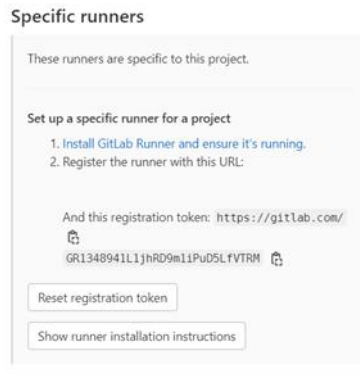 Specific runners
These runners are specific to this project.
Set up a specific runner for a project
1. Install GitLab Runner and ensure it's running.
2. Register the runner with this URL:
And this registration token: https://gitlab.com/
GR1348941L1jhRD9m1iPuD5LfVTRM
Reset registration token
Show runner installation instructions